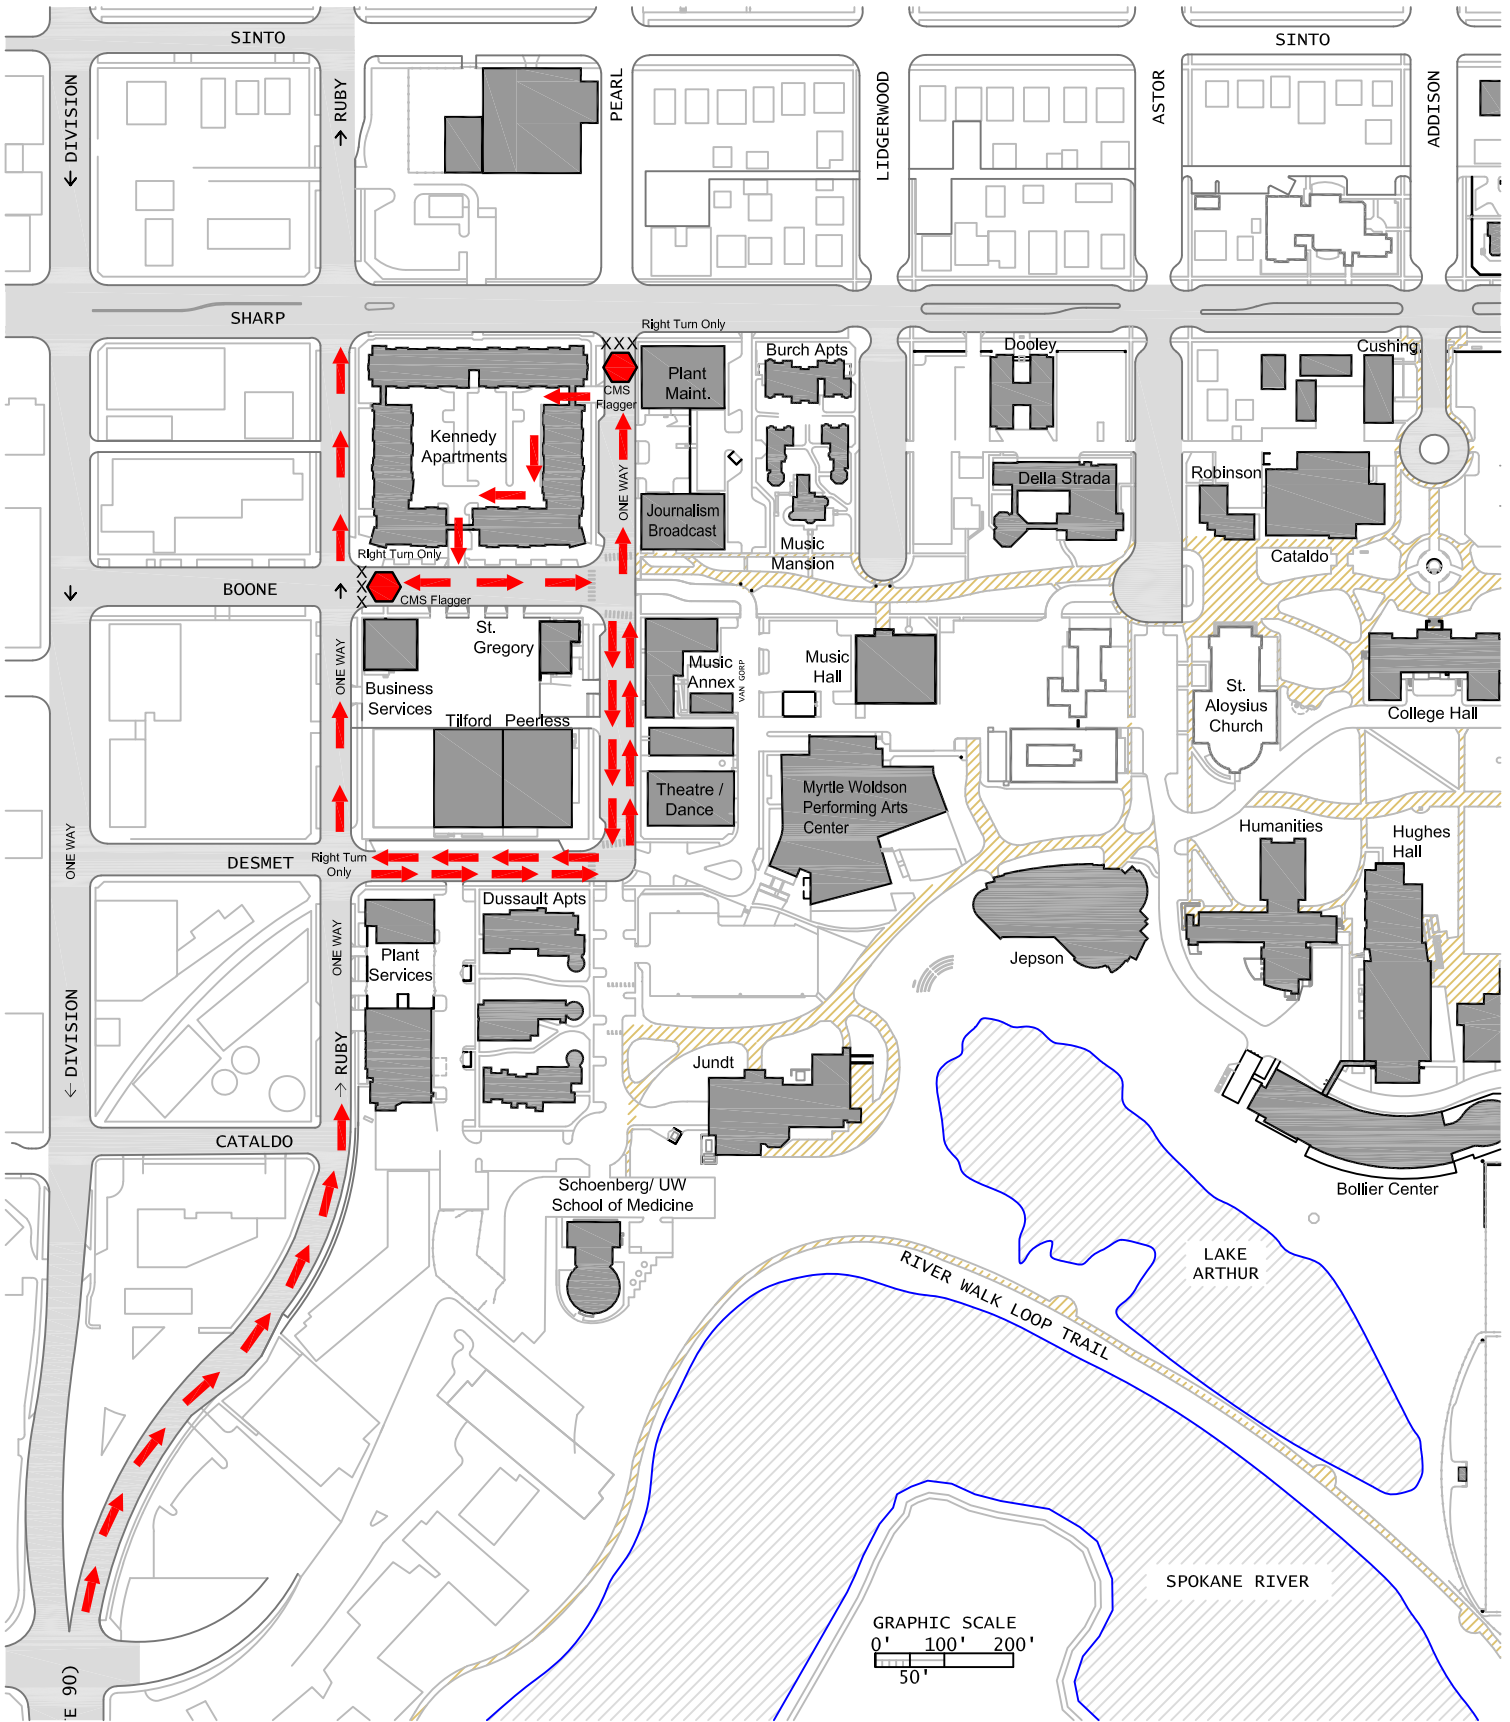 SINTO
SINTO
DIVISION
RUBY
PEARL
LIDGERWOOD
ASTOR
ADDISON
SHARP
Right Turn Only
XXX
Plant
Maint.
Burch Apts
Dooley
Cushing
CMS
Flagger
Kennedy
Apartments
ONE WAY
Journalism
Broadcast
Music
Mansion
Della Strada
Robinson
Cataldo
Right Turn Only
BOONE
X
X
X
CMS Flagger
St.
Gregory
Business
Services
ONE WAY
Music
Annex
VAN GORP
Music
Hall
St.
Aloysius
Church
College Hall
Tilford
Peerless
Theatre /
Dance
Myrtle Woldson
Performing Arts
Center
Humanities
Hughes
Hall
ONE WAY
DESMET
Right Turn
Only
Dussault Apts
ONE WAY
Plant
Services
Jepson
DIVISION
RUBY
Jundt
CATALDO
Schoenberg/ UW
School of Medicine
Bollier Center
LAKE
ARTHUR
RIVER WALK LOOP TRAIL
SPOKANE RIVER
GRAPHIC SCALE
0' 100' 200'
50'
TE 90)